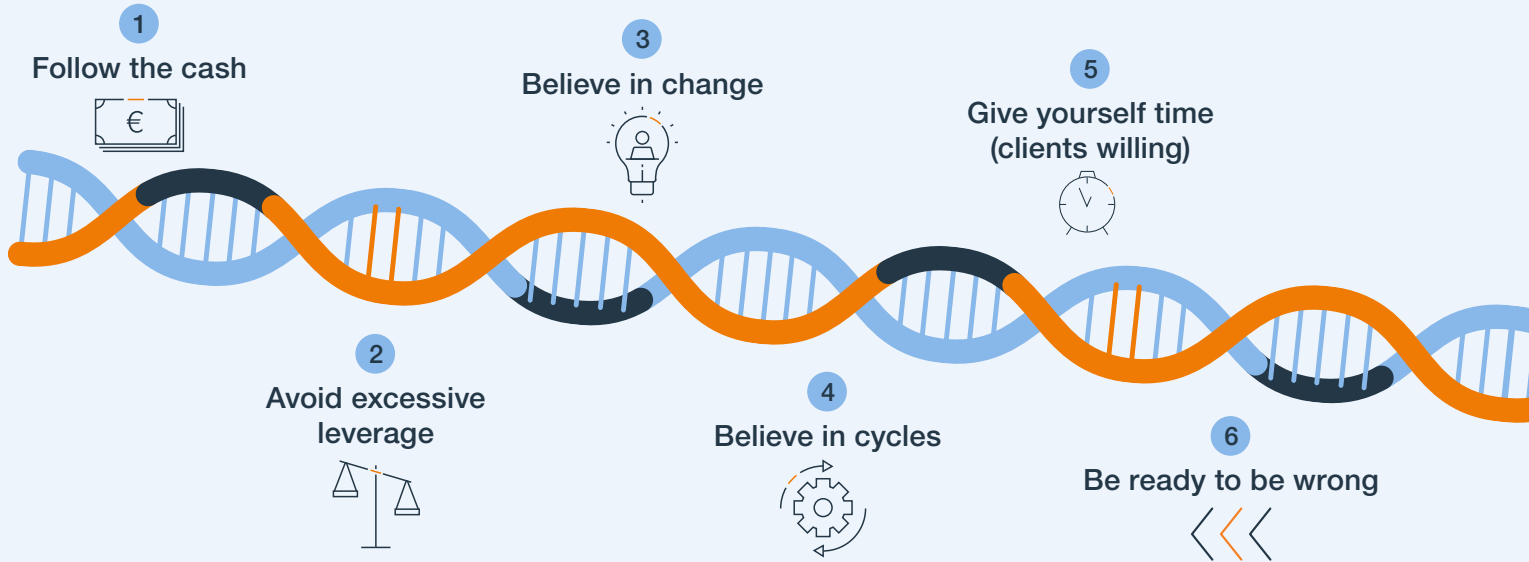 1
Follow the cash
€
2
Avoid excessive
leverage
3
Believe in change
4
Believe in cycles
5
Give yourself time
(clients willing)
6
Be ready to be wrong